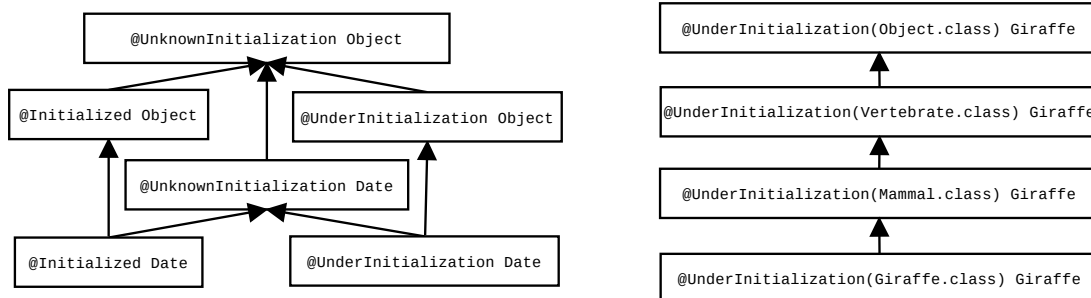 @UnknownInitialization Object
@Initialized Object
@UnderInitialization Object
@UnknownInitialization Date
@Initialized Date
@UnderInitialization Date
@UnderInitialization(Object.class) Giraffe
@UnderInitialization(Vertebrate.class) Giraffe
@UnderInitialization(Mammal.class) Giraffe
@UnderInitialization(Giraffe.class) Giraffe